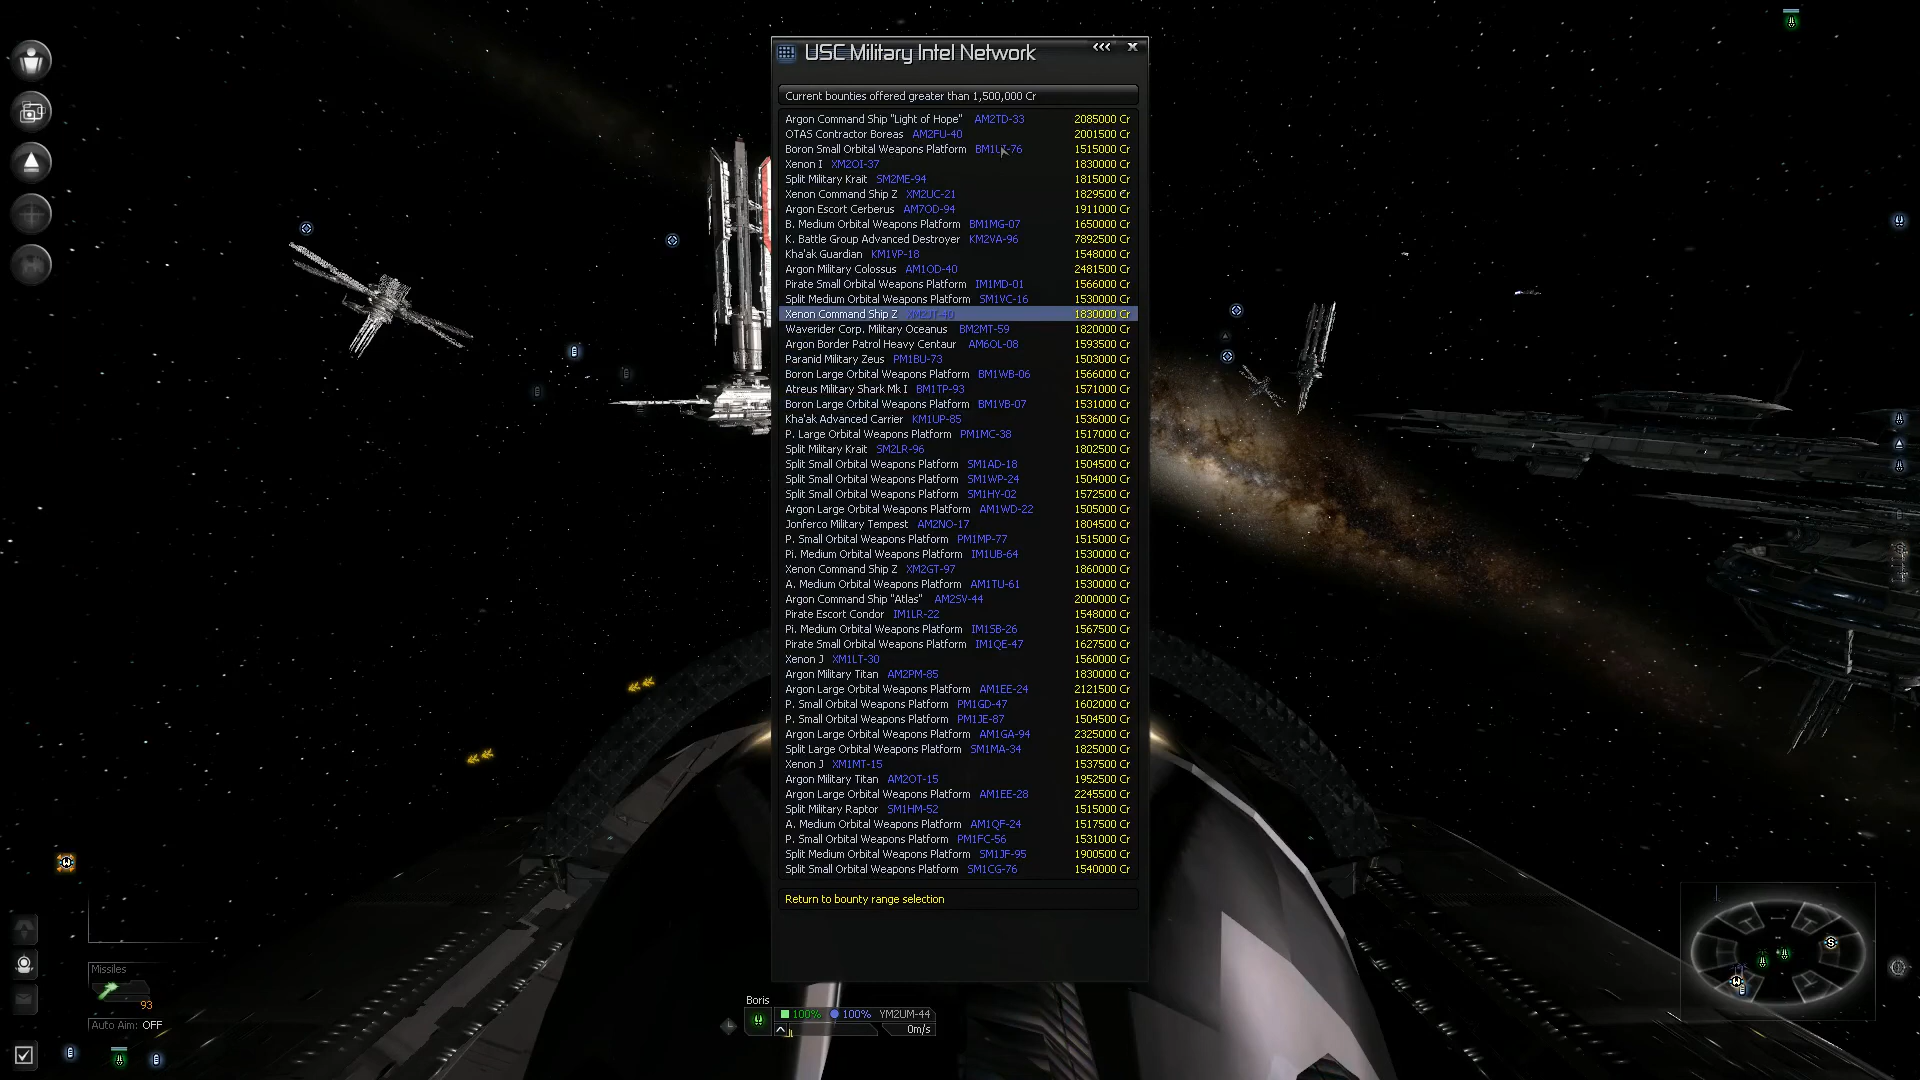 USC Military Intel Network
Current bounties offered greater than 1,500,000 Cr
Argon Command Ship "Light of Hope" AM2TD-33 2085000 Cr
OTAS Contractor Boreas AM2FU-40 2001500 Cr
Boron Small Orbital Weapons Platform 1515000 Cr
Xenon I XM2OI-37 1830000 Cr
Split Military Krait SM2ME-94 1815000 Cr
Xenon Command Ship Z XM2UC-21 1829500 Cr
Argon Escort Cerberus AM7OD-94 1911000 Cr
B. Medium Orbital Weapons Platform BM1MG-07 1650000 Cr
K. Battle Group Advanced Destroyer KM2VA-96 7892500 Cr
Kha'ak Guardian KM1VP-18 1548000 Cr
Argon Military Colossus AM1OD-40 2481500 Cr
Pirate Small Orbital Weapons Platform IM1MD-01 1566000 Cr
Split Medium Orbital Weapons Platform SM1VC-16 1530000 Cr
Xenon Command Ship Z XM2JT-40 1830000 Cr
Waverider Corp. Military Oceanus BM2MT-59 1820000 Cr
Argon Border Patrol Heavy Centaur AM6OL-08 1593500 Cr
Paranid Military Zeus PM1BU-73 1503000 Cr
Boron Large Orbital Weapons Platform BM1WB-06 1566000 Cr
Atreus Military Shark Mk I BM1TP-93 1571000 Cr
Boron Large Orbital Weapons Platform BM1VB-07 1531000 Cr
Kha'ak Advanced Carrier KM1UP-85 1536000 Cr
P. Large Orbital Weapons Platform PM1MC-38 1517000 Cr
Split Military Krait SM2LR-96 1802500 Cr
Split Small Orbital Weapons Platform SM1AD-18 1504500 Cr
Split Small Orbital Weapons Platform SM1WP-24 1504000 Cr
Split Small Orbital Weapons Platform SM1HY-02 1572500 Cr
Argon Large Orbital Weapons Platform AM1WD-22 1505000 Cr
Jonferco Military Tempest AM2NO-17 1804500 Cr
P. Small Orbital Weapons Platform PM1MP-77 1515000 Cr
Pi. Medium Orbital Weapons Platform IM1UB-64 1530000 Cr
Xenon Command Ship Z XM2GT-97 1860000 Cr
A. Medium Orbital Weapons Platform AM1TU-61 1530000 Cr
Argon Command Ship "Atlas" AM2SV-44 2000000 Cr
Pirate Escort Condor IM1LR-22 1548000 Cr
Pi. Medium Orbital Weapons Platform IM1SB-26 1567500 Cr
Pirate Small Orbital Weapons Platform IM1QE-47 1627500 Cr
Xenon J XM1LT-30 1560000 Cr
Argon Military Titan AM2PM-85 1830000 Cr
Argon Large Orbital Weapons Platform AM1EE-24 2121500 Cr
P. Small Orbital Weapons Platform PM1GD-47 1602000 Cr
P. Small Orbital Weapons Platform PM1JE-87 1504500 Cr
Argon Large Orbital Weapons Platform AM1GA-94 2325000 Cr
Split Large Orbital Weapons Platform SM1MA-34 1825000 Cr
Xenon J XM1MT-15 1537500 Cr
Argon Military Titan AM2OT-15 1952500 Cr
Argon Large Orbital Weapons Platform AM1EE-28 2245500 Cr
Split Military Raptor SM1HM-52 1515000 Cr
A. Medium Orbital Weapons Platform AM1QF-24 1517500 Cr
P. Small Orbital Weapons Platform PM1FC-56 1531000 Cr
Split Medium Orbital Weapons Platform SM1JF-95 1900500 Cr
Split Small Orbital Weapons Platform SM1CG-76 1540000 Cr
Return to bounty range selection
Missiles
93
Auto Aim: OFF
Boris
100% 100% YM2UM-44
0m/s